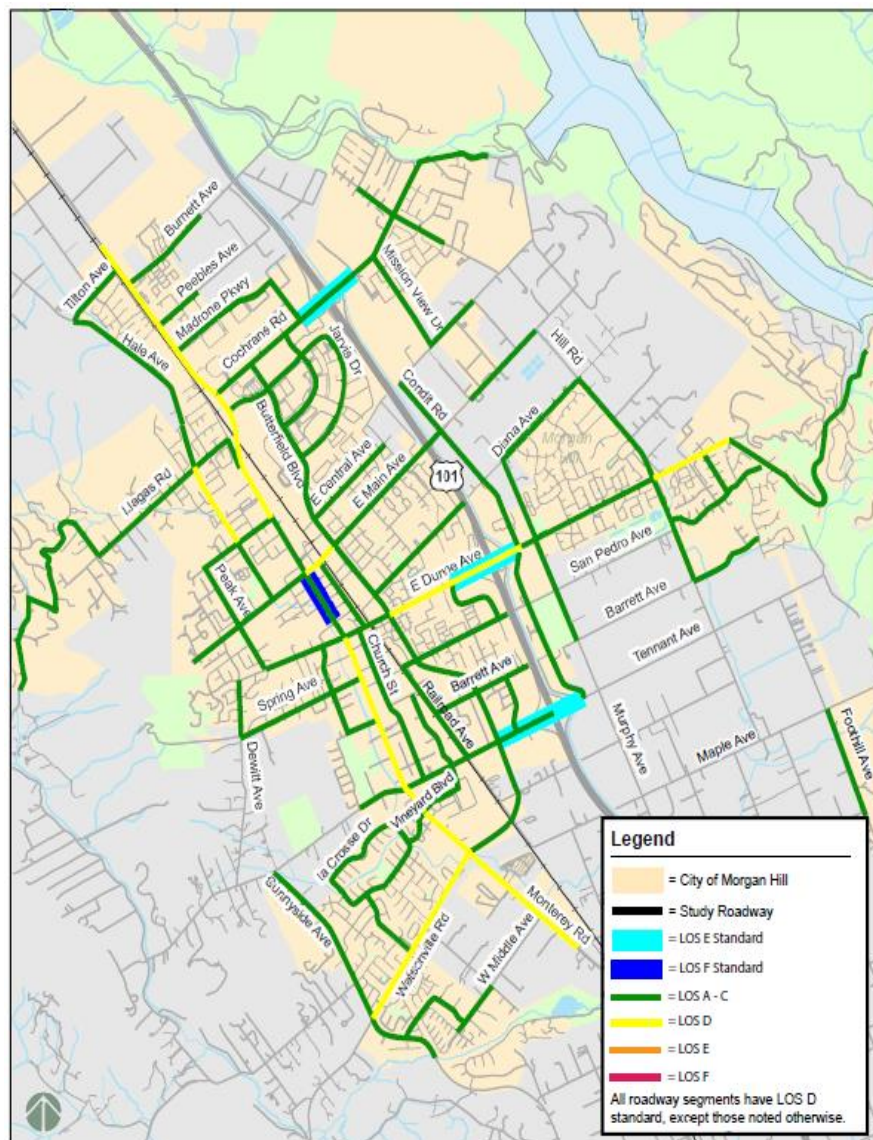 Burnett Ave
Peebles Ave
Tilton Ave
Madrone Pkwy
Mission View Dr
Hale Ave
Cochrane Rd
Jarvis Dr
Hill Rd
Condit Rd
Butterfield Blvd
Diana Ave
Morgan
E Central Ave
E Main Ave
101
Llagas Rd
San Pedro Ave
E Dunne Ave
Peak Ave
Barrett Ave
Tennant Ave
Church St
Barrett Ave
Spring Ave
Railroad Ave
Murphy Ave
Maple Ave
Foothill Ave
Dewitt Ave
Vineyard Blvd
la Crosse Dr
Sunnyside Ave
Monterey Rd
Watsonville Rd
W Middle Ave
Legend
= City of Morgan Hill
= Study Roadway
= LOS E Standard
= LOS F Standard
= LOS A - C
= LOS D
= LOS E
= LOS F
All roadway segments have LOS D
standard, except those noted otherwise.